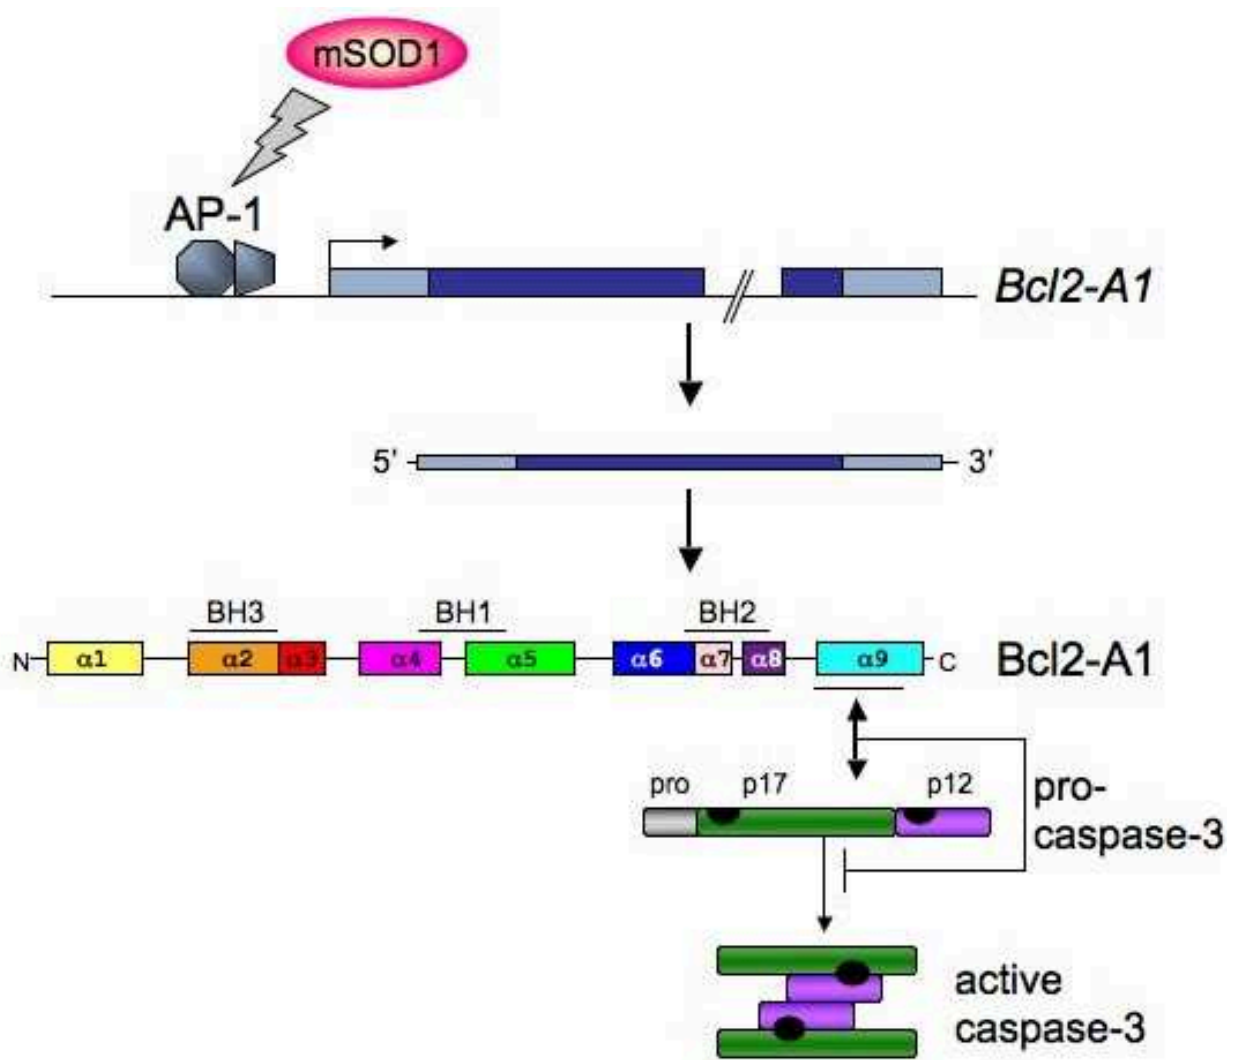 mSOD1
AP-1
Bcl2-A1
5’ 3’
BH3 BH1 BH2
N α1 α2 α3 α4 α5 α6 α7 α8 α9 C Bcl2-A1
pro p17 p12
pro-
caspase-3
active
caspase-3